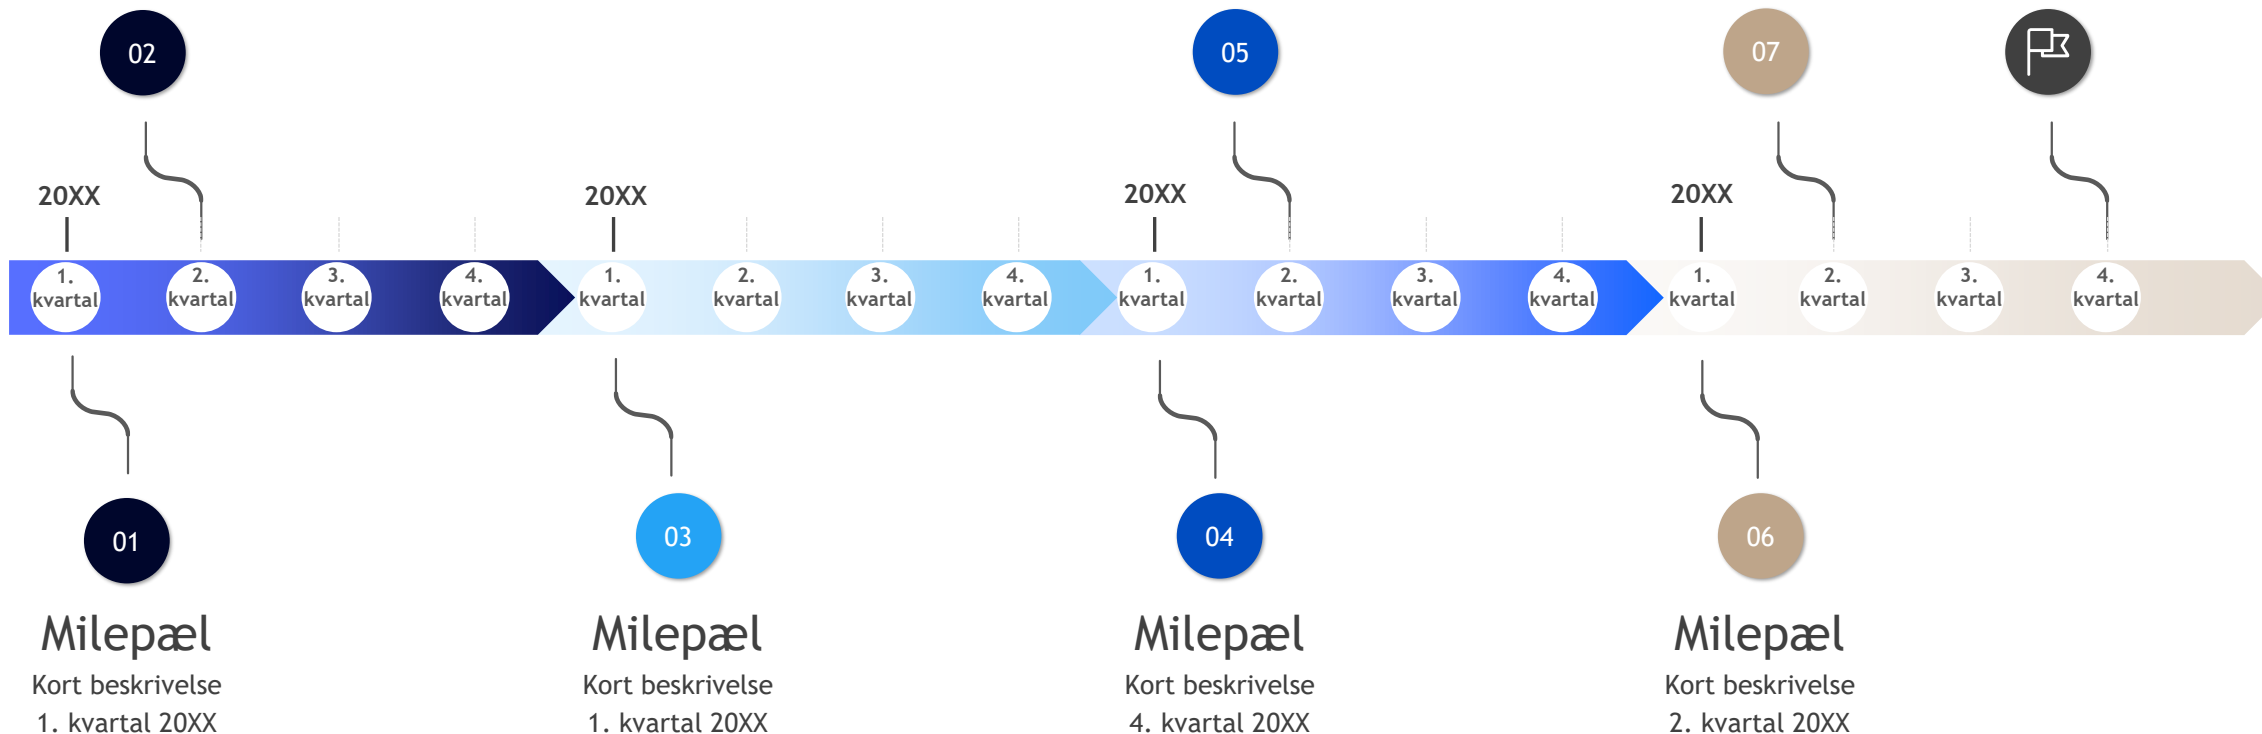 02
05
07
20XX
20XX
20XX
20XX
1.
kvartal
2.
kvartal
3.
kvartal
4.
kvartal
1.
kvartal
2.
kvartal
3.
kvartal
4.
kvartal
1.
kvartal
2.
kvartal
3.
kvartal
4.
kvartal
1.
kvartal
2.
kvartal
3.
kvartal
4.
kvartal
01
03
04
06
Milepæl
Kort beskrivelse
1. kvartal 20XX
Milepæl
Kort beskrivelse
1. kvartal 20XX
Milepæl
Kort beskrivelse
4. kvartal 20XX
Milepæl
Kort beskrivelse
2. kvartal 20XX